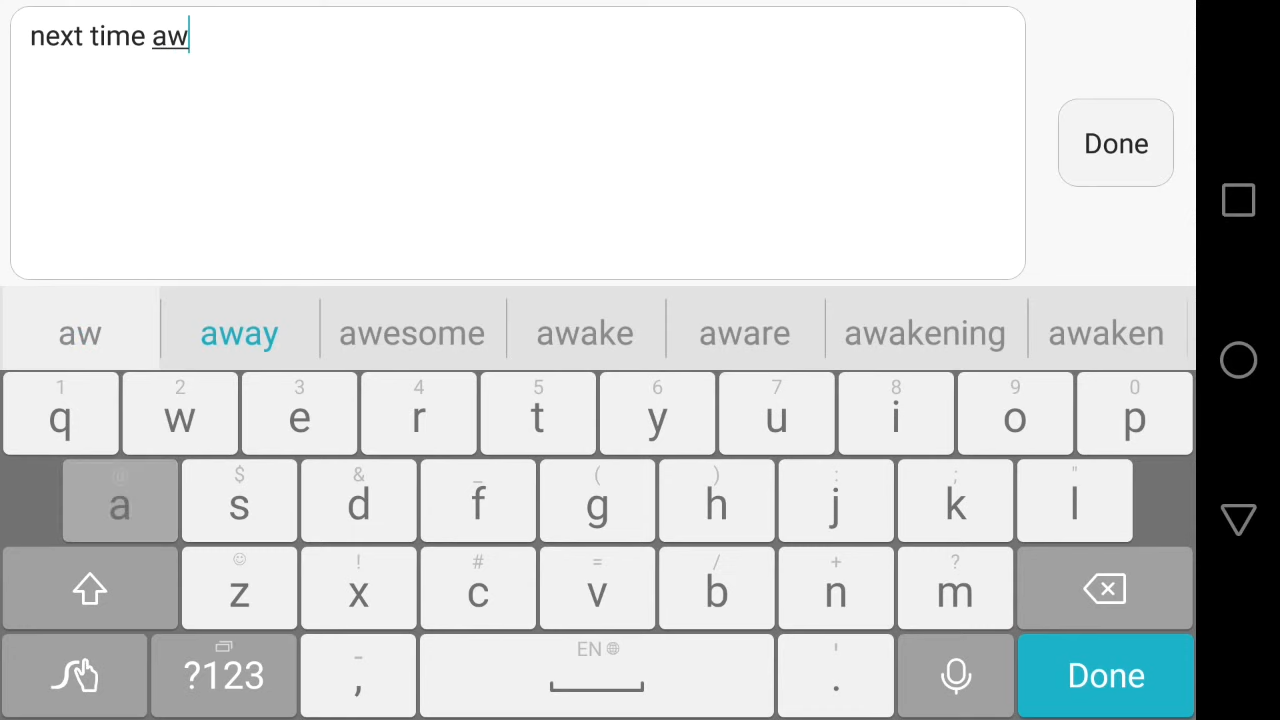 next time aw
Done
aw away awesome awake aware awakening awaken
1 2 3 4 5 6 7 8 9 0
q w e r t y u i o p
@ $ & _ ( ) : ; "
a s d f g h j k l
! # c = / + ?
z x c v b n m
EN
?123 - , ' . Done